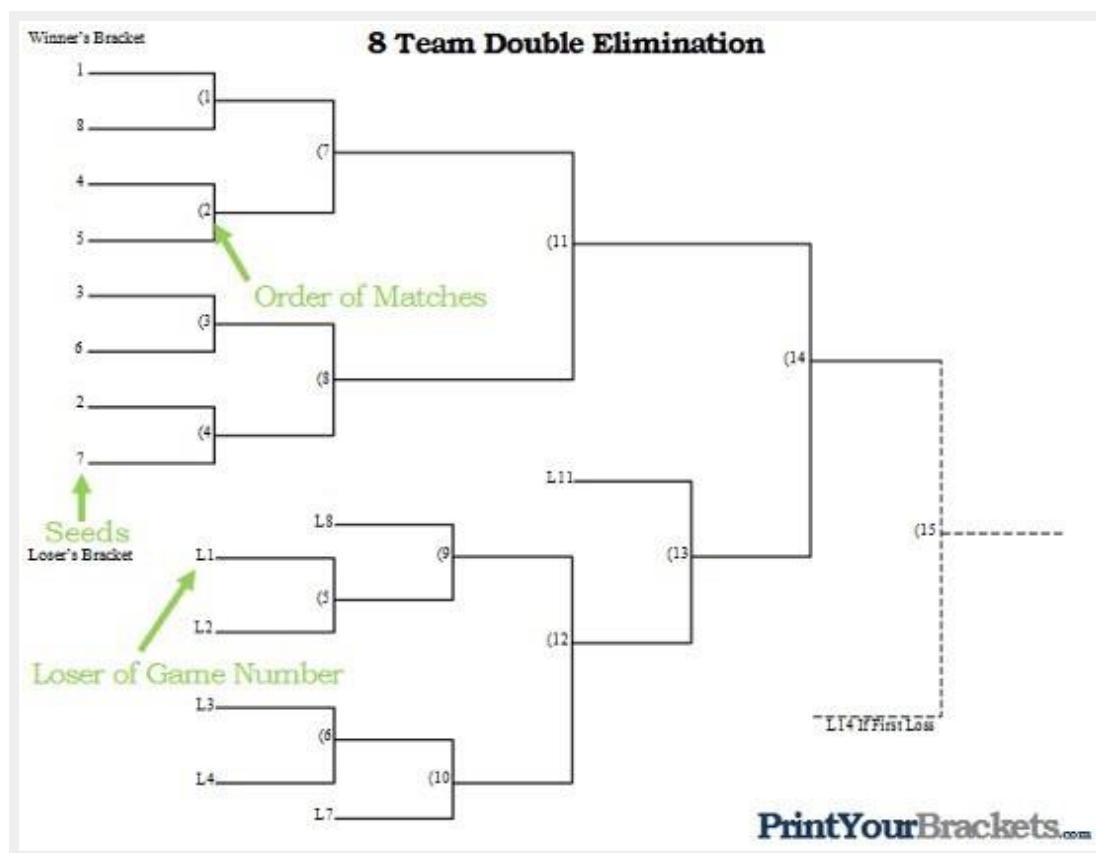 Winner's Bracket
8 Team Double Elimination
1
(1
8
(7
4
(2
5
(11
Order of Matches
3
(3
6
(8
(14
2
(4
7
L11
Seeds
L8
(15
Loser's Bracket
L1
(9
(13
(5
L2
(12
Loser of Game Number
L3
L14 If First Loss
(6
L4
(10
L7
PrintYourBrackets.com